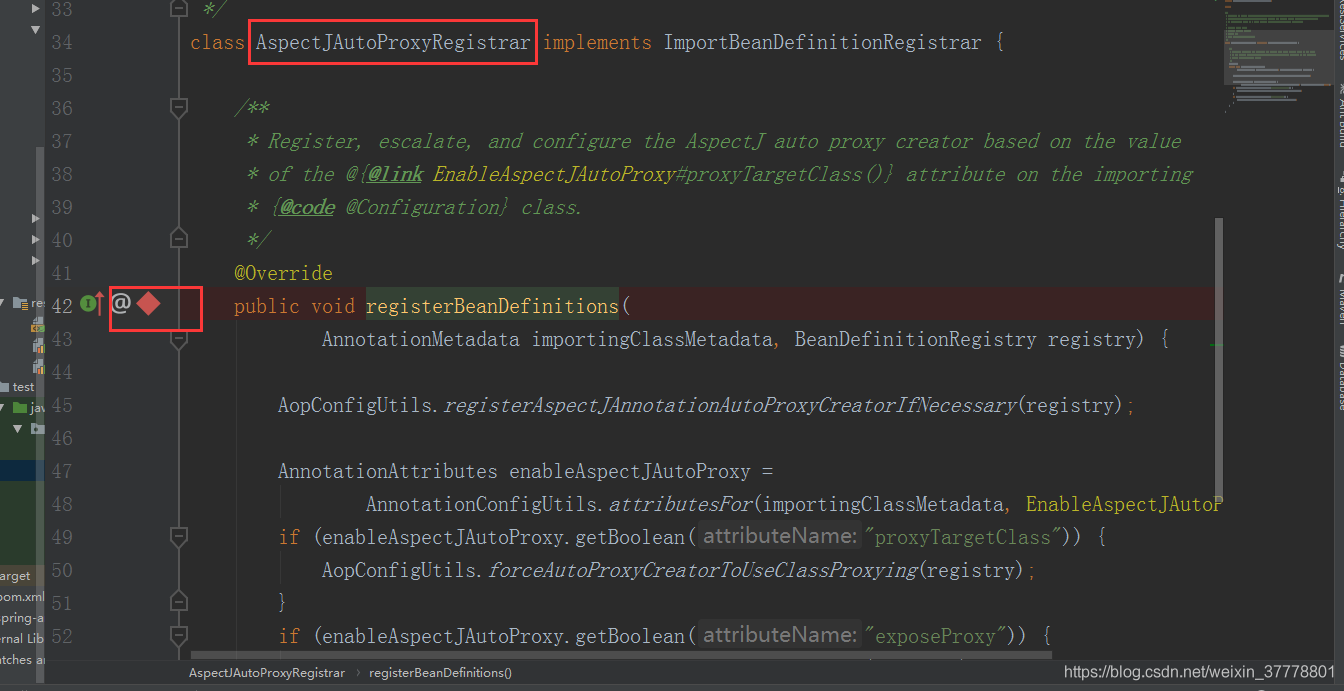 33 */
34 class AspectJAutoProxyRegistrar implements ImportBeanDefinitionRegistrar {
35
36 /**
37 * Register, escalate, and configure the AspectJ auto proxy creator based on the value
38 * of the @{@link EnableAspectJAutoProxy#proxyTargetClass()} attribute on the importing
39 * {@code @Configuration} class.
40 */
41 @Override
42 public void registerBeanDefinitions(
43 AnnotationMetadata importingClassMetadata, BeanDefinitionRegistry registry) {
44
45 AopConfigUtils.registerAspectJAnnotationAutoProxyCreatorIfNecessary(registry);
46
47 AnnotationAttributes enableAspectJAutoProxy =
48 AnnotationConfigUtils.attributesFor(importingClassMetadata, EnableAspectJAutoP
49 if (enableAspectJAutoProxy.getBoolean( attributeName: "proxyTargetClass")) {
50 AopConfigUtils.forceAutoProxyCreatorToUseClassProxying(registry);
51 }
52 if (enableAspectJAutoProxy.getBoolean( attributeName: "exposeProxy")) {
res
test
jav
arget
pom.xml
spring-a
rnal Lib
atches a
AspectJAutoProxyRegistrar › registerBeanDefinitions()
https://blog.csdn.net/weixin_37778801